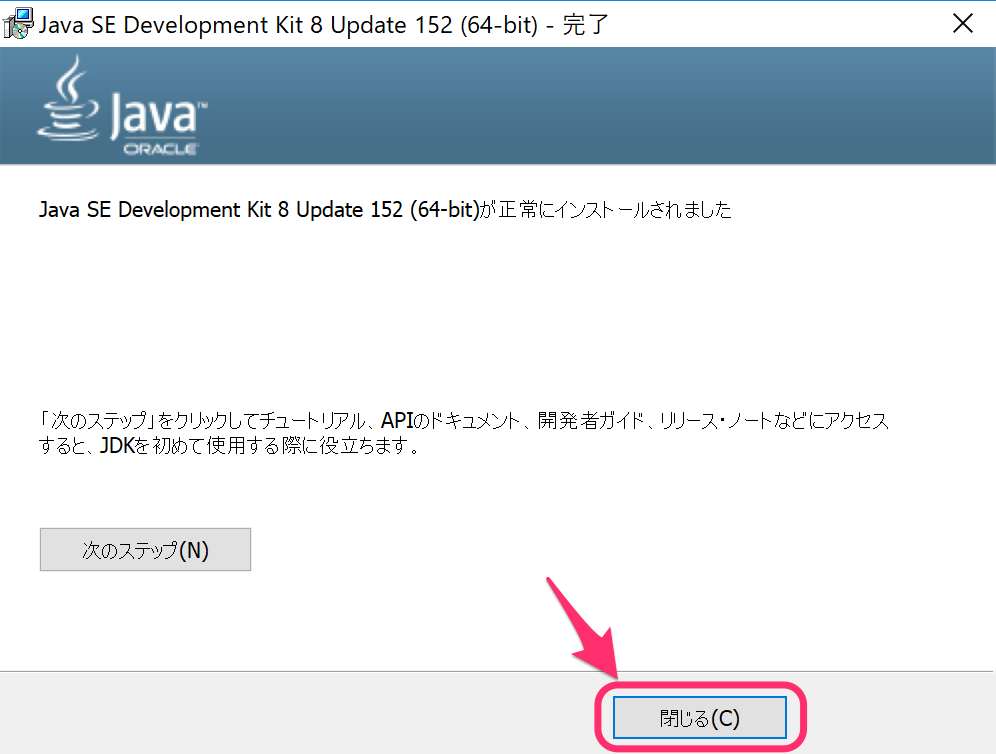 Java SE Development Kit 8 Update 152 (64-bit) - 完了
Java™
ORACLE
Java SE Development Kit 8 Update 152 (64-bit)が正常にインストールされました
「次のステップ」をクリックしてチュートリアル、APIのドキュメント、開発者ガイド、リリース・ノートなどにアクセス
すると、JDKを初めて使用する際に役立ちます。
次のステップ(N)
閉じる(C)